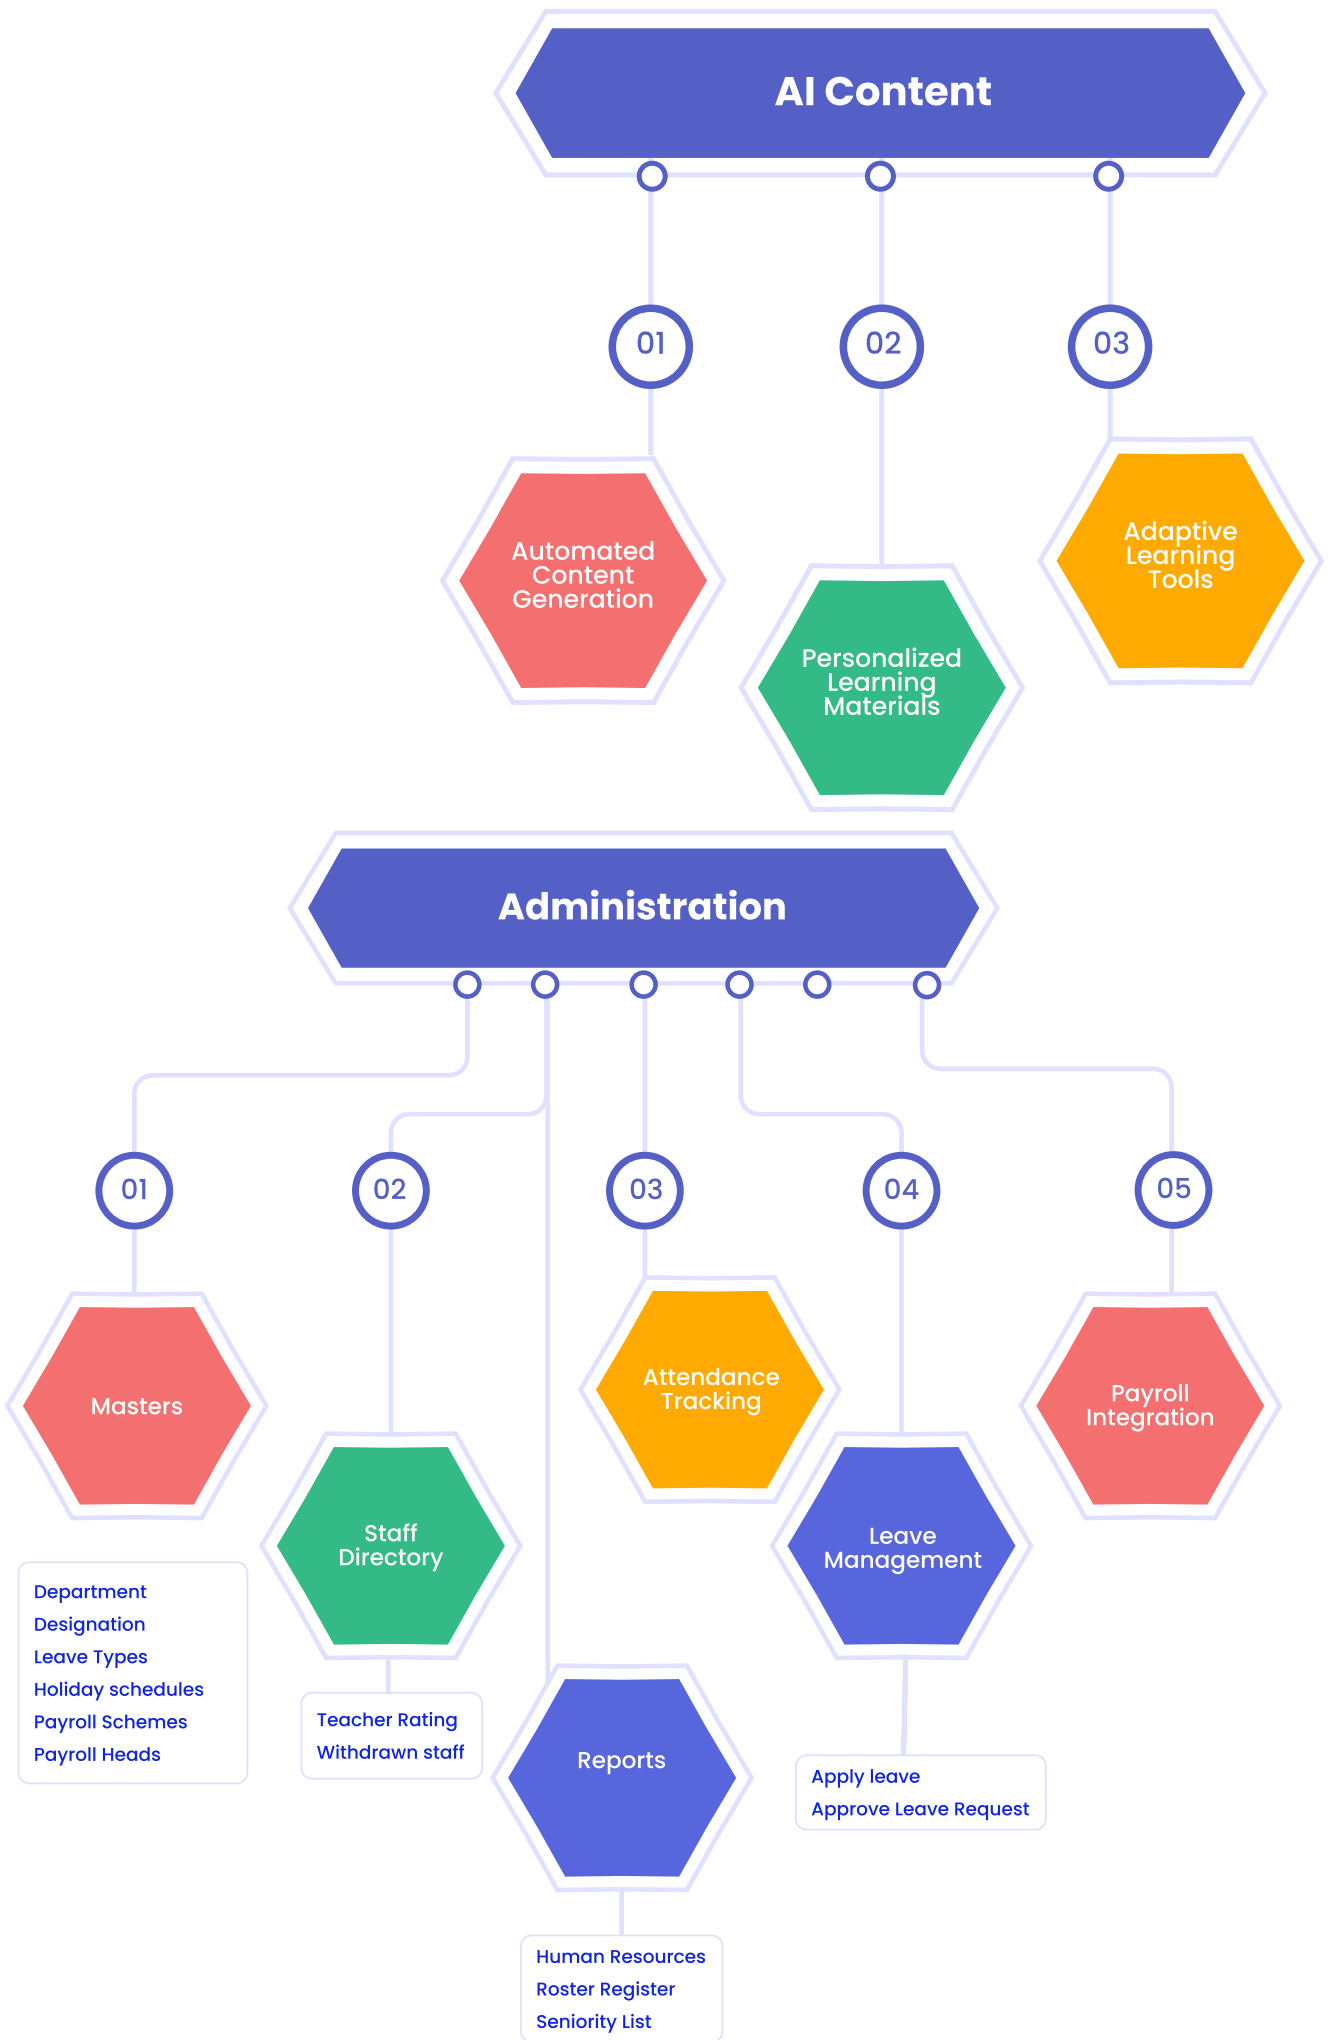 AI Content
01
02
03
Automated
Content
Generation
Personalized
Learning
Materials
Adaptive
Learning
Tools
Administration
01
02
03
04
05
Masters
Department
Designation
Leave Types
Holiday schedules
Payroll Schemes
Payroll Heads
Staff
Directory
Teacher Rating
Withdrawn staff
Attendance
Tracking
Leave
Management
Apply leave
Approve Leave Request
Payroll
Integration
Reports
Human Resources
Roster Register
Seniority List